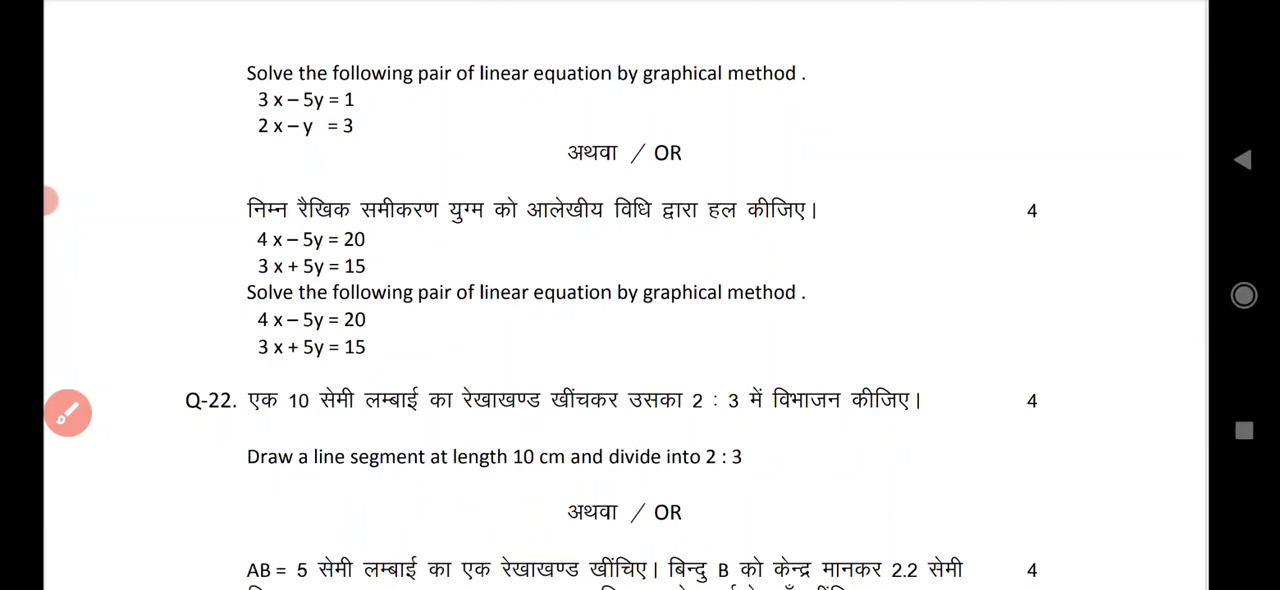 Solve the following pair of linear equation by graphical method .
3 x – 5y = 1
2 x – y = 3
अथवा / OR
निम्न रैखिक समीकरण युग्म को आलेखीय विधि द्वारा हल कीजिए। 4
4 x – 5y = 20
3 x + 5y = 15
Solve the following pair of linear equation by graphical method .
4 x – 5y = 20
3 x + 5y = 15
Q-22. एक 10 सेमी लम्बाई का रेखाखण्ड खींचकर उसका 2 : 3 में विभाजन कीजिए। 4
Draw a line segment at length 10 cm and divide into 2 : 3
अथवा / OR
AB = 5 सेमी लम्बाई का एक रेखाखण्ड खींचिए। बिन्दु B को केन्द्र मानकर 2.2 सेमी 4